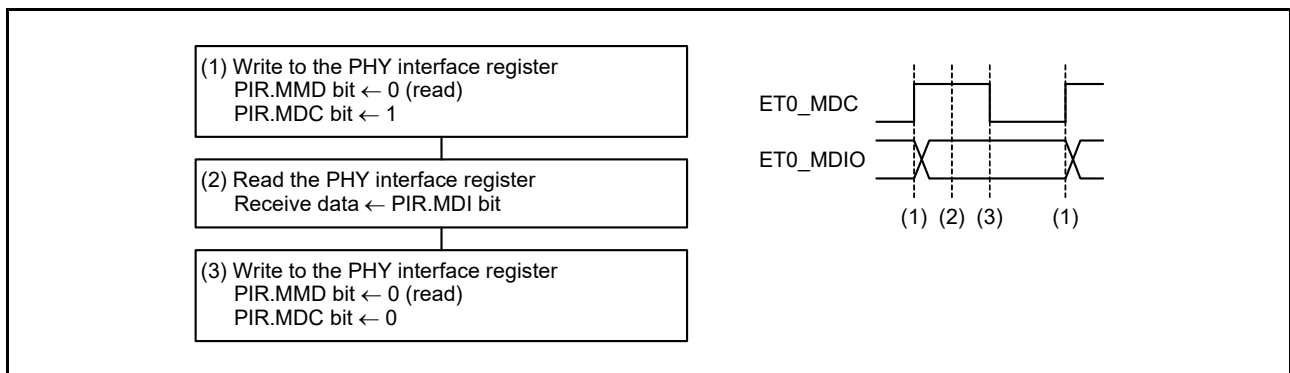 (1) Write to the PHY interface register
PIR.MMD bit ← 0 (read)
PIR.MDC bit ← 1
(2) Read the PHY interface register
Receive data ← PIR.MDI bit
(3) Write to the PHY interface register
PIR.MMD bit ← 0 (read)
PIR.MDC bit ← 0
ET0_MDC
ET0_MDIO
(1) (2) (3) (1)